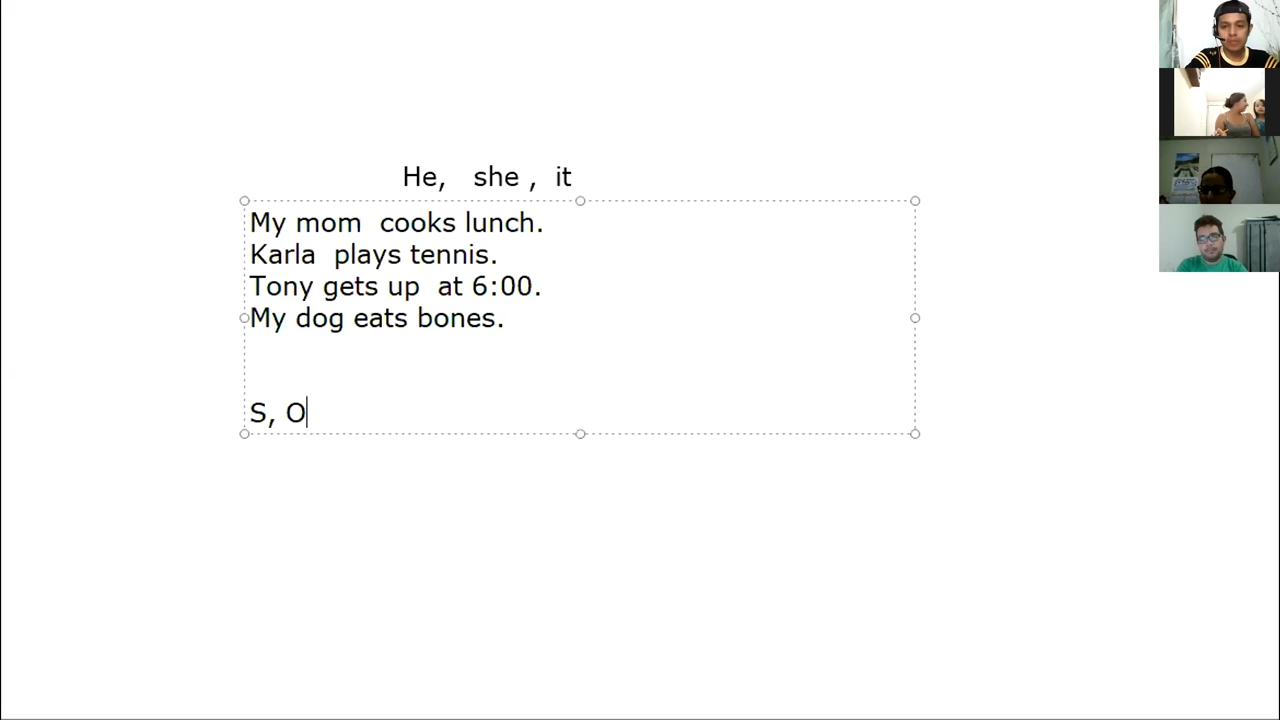 He, she , it
My mom cooks lunch.
Karla plays tennis.
Tony gets up at 6:00.
My dog eats bones.
S, O